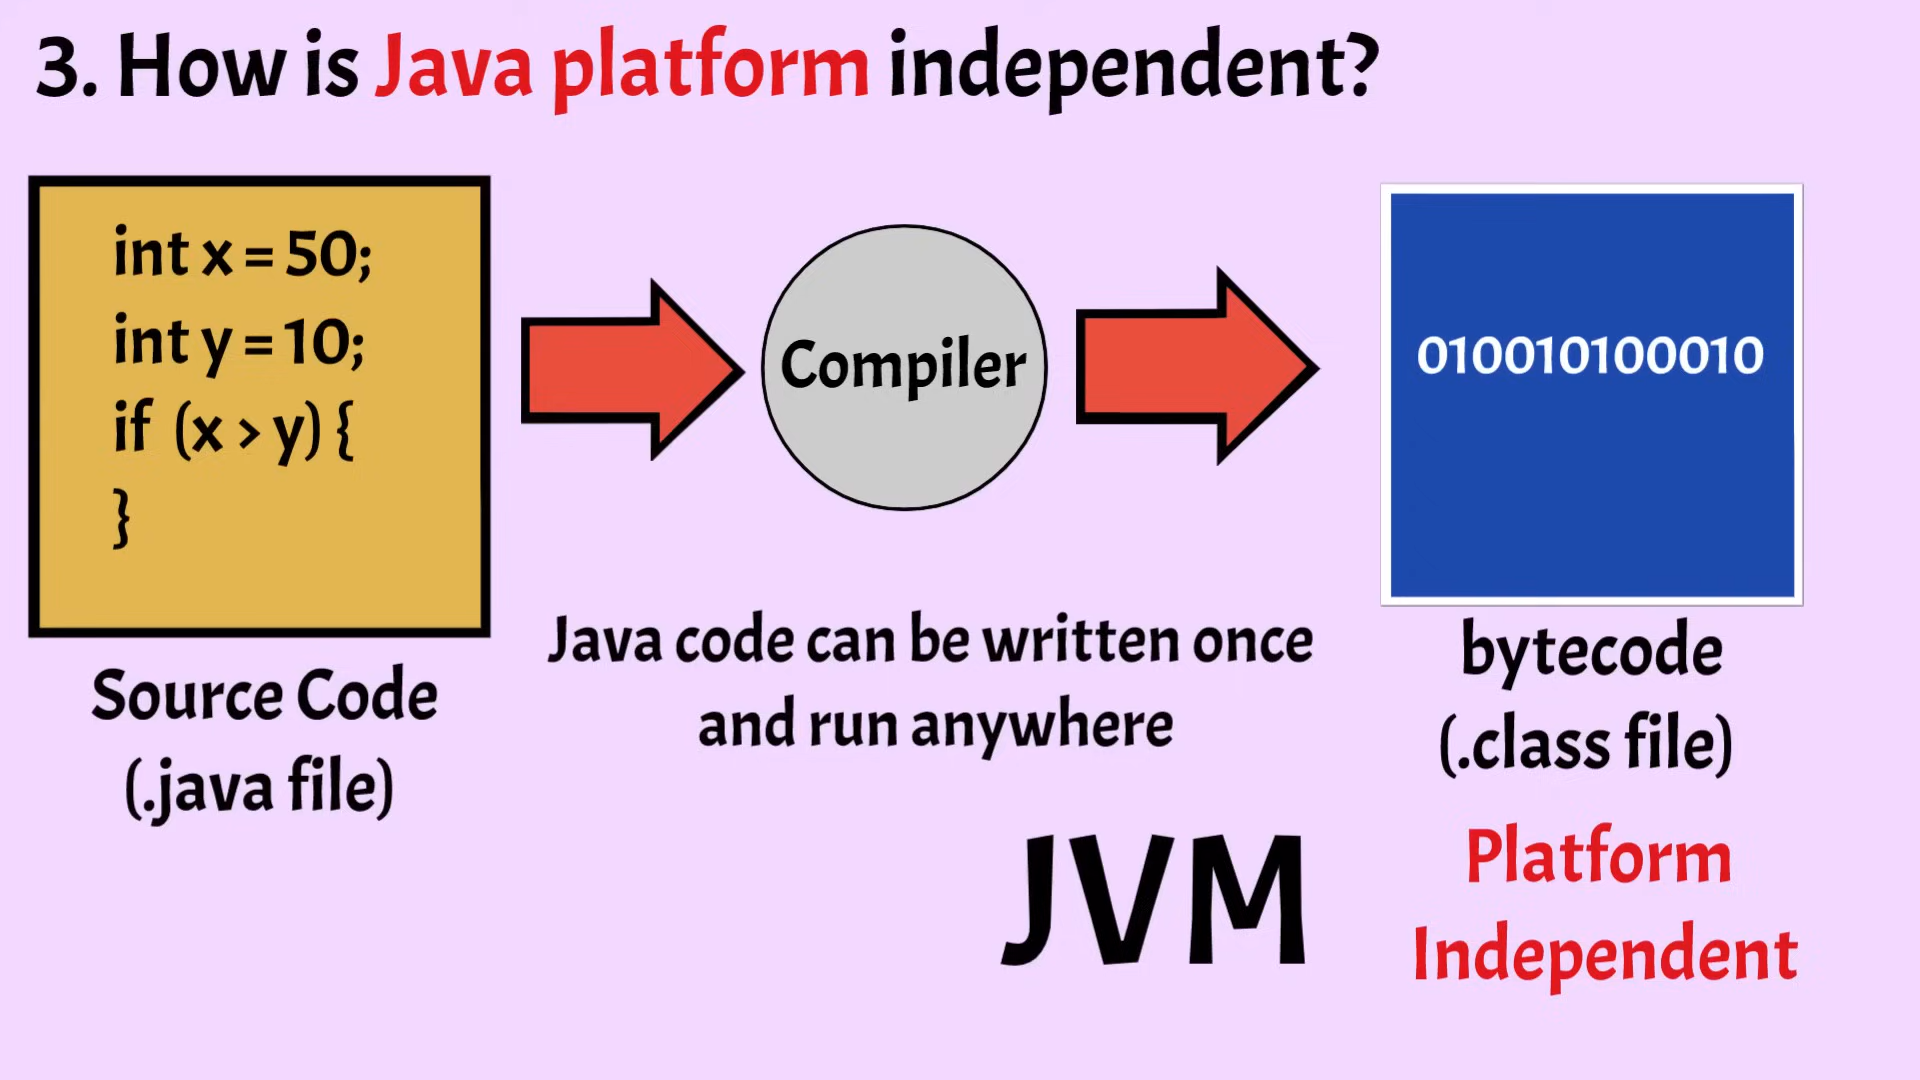 3. How is Java platform independent?
int x = 50;
int y = 10;
if (x > y) {
}
Source Code
(.java file)
Compiler
Java code can be written once
and run anywhere
JVM
010010100010
bytecode
(.class file)
Platform
Independent